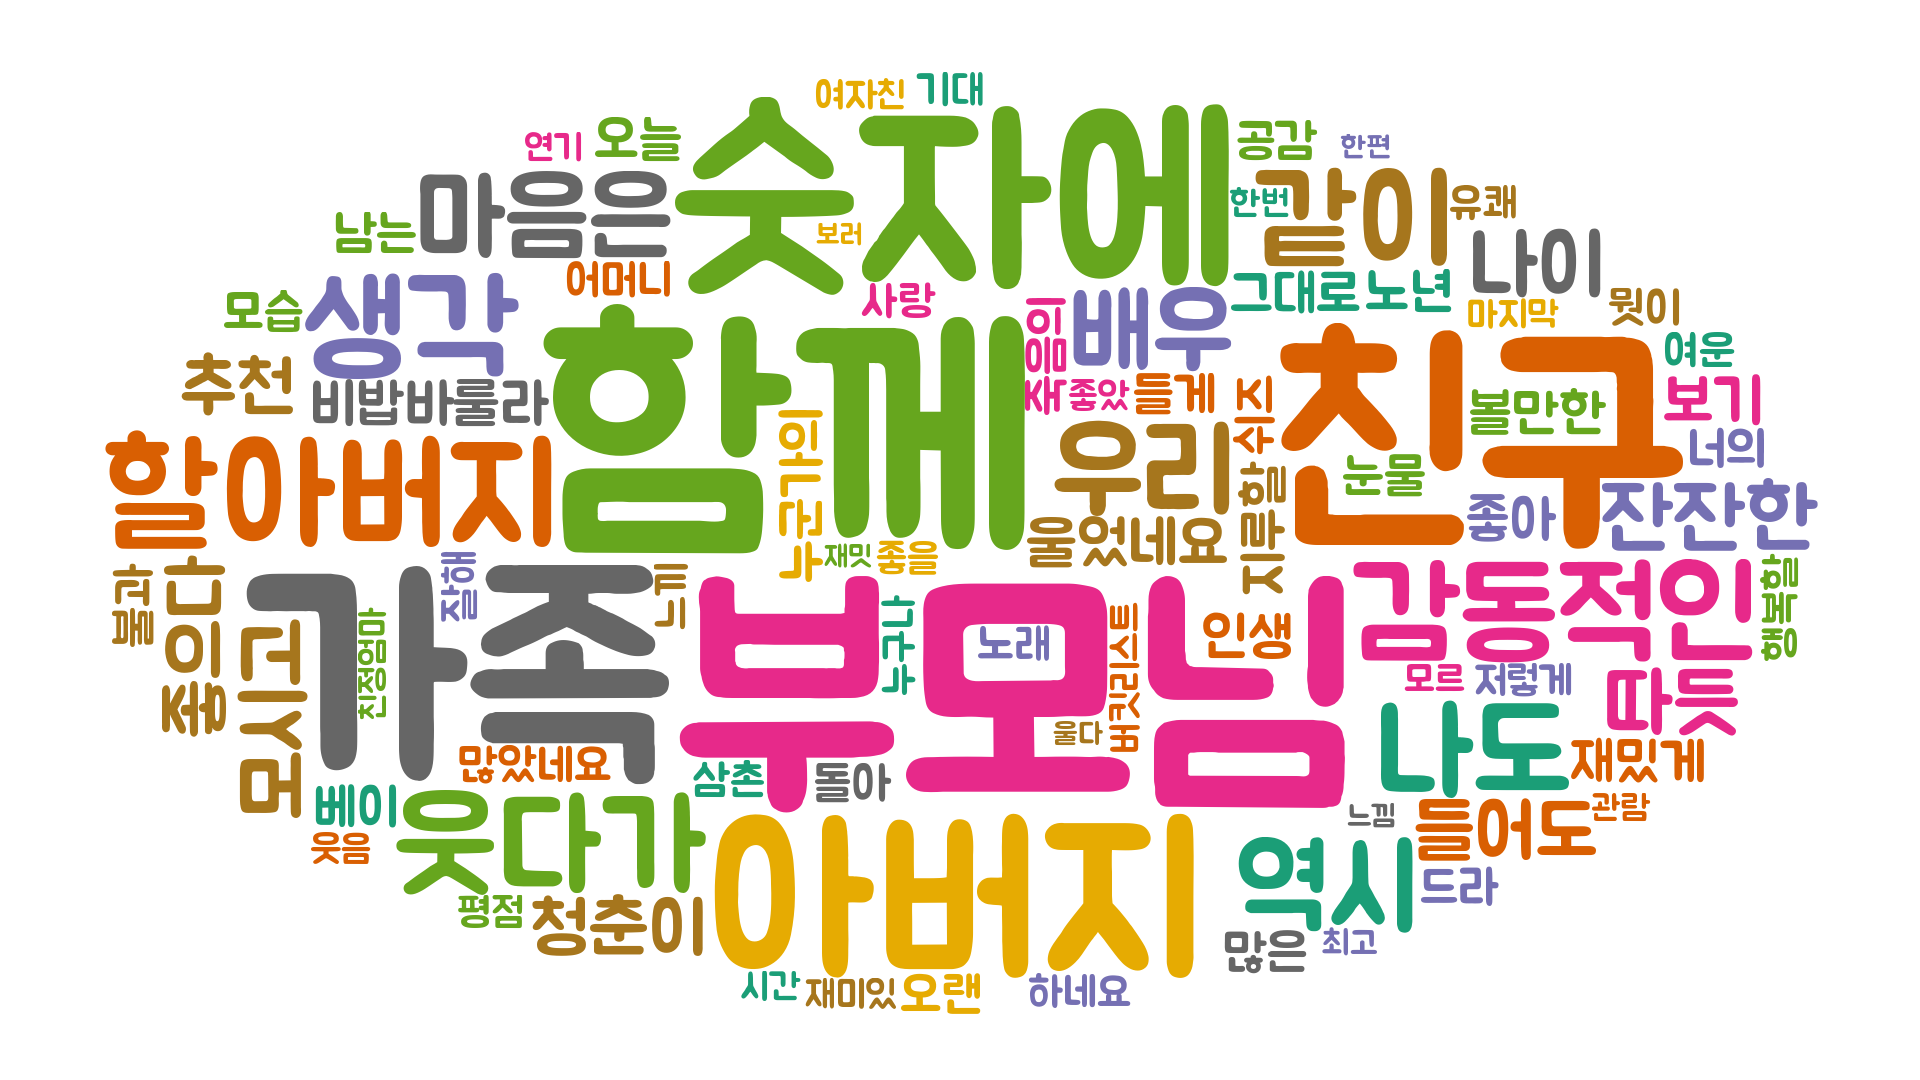 여자친
기대
연기
오늘
숫자에
공감
한편
마음은
남는
보러
한번
같이
유쾌
나이
어머니
생각
모습
사랑
배우
그대로
노년
마지막
뭣이
여운
함께
친구
추천
비밥바룰라
좋았
들게
수즈
볼만한
보기
너의
할아버지
누군가의
우리
지루할
눈물
좋아
잔잔한
울었네요
재밋
좋을
불과
좋의다
잘해
느끼
가족
부모님
누구나
노래
버킷리스트
인생
감동적인
행복할
모시고
친정엄마
모르
저렇게
따듯
울다
나도
재밌게
많았네요
삼촌
돌아
베이
웃다가
웃음
아버지
느낌
들어도
관람
역시
드라
평점
청춘이
많은
최고
시간
재미있
오랜
하네요